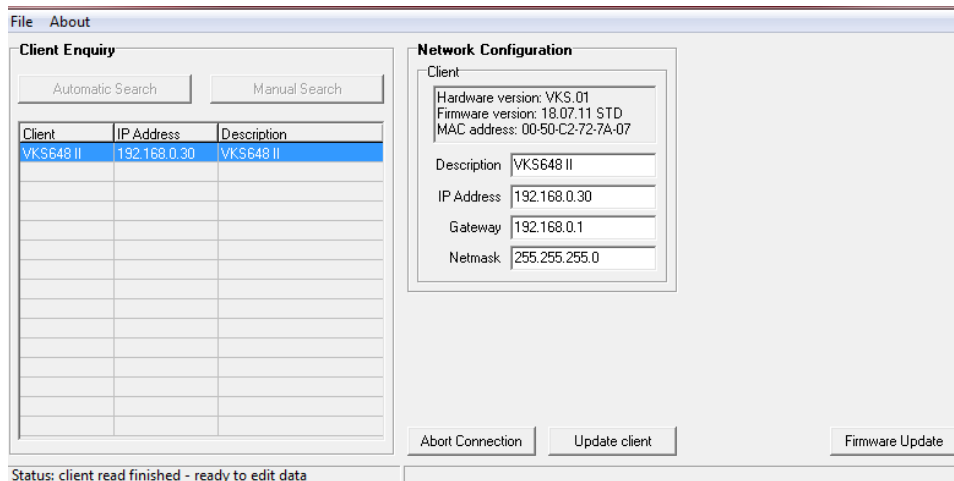 File About
Client Enquiry
Automatic Search Manual Search
Client IP Address Description
VKS648 II 192.168.0.30 VKS648 II
Network Configuration
Client
Hardware version: VKS.01
Firmware version: 18.07.11 STD
MAC address: 00-50-C2-72-7A-07
Description VKS648 II
IP Address 192.168.0.30
Gateway 192.168.0.1
Netmask 255.255.255.0
Abort Connection Update client Firmware Update
Status: client read finished - ready to edit data